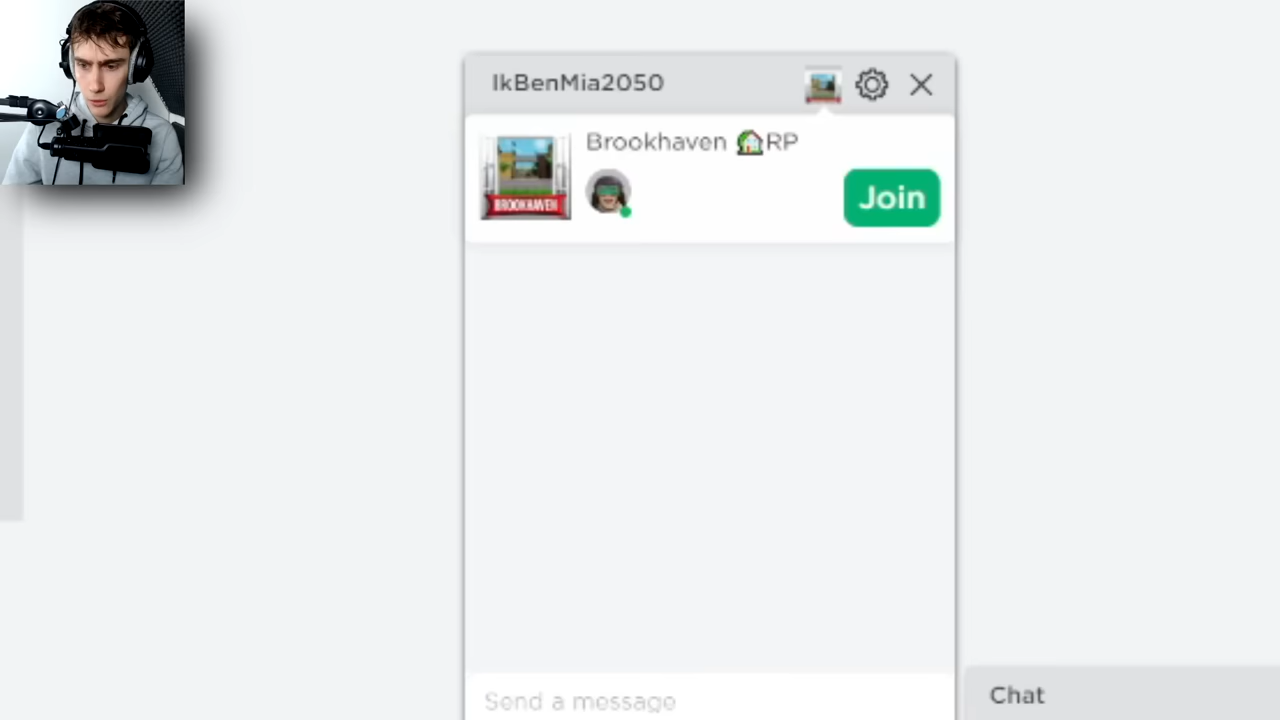 IkBenMia2050
Brookhaven 🏠RP
BROOKHAVEN
Join
Send a message
Chat